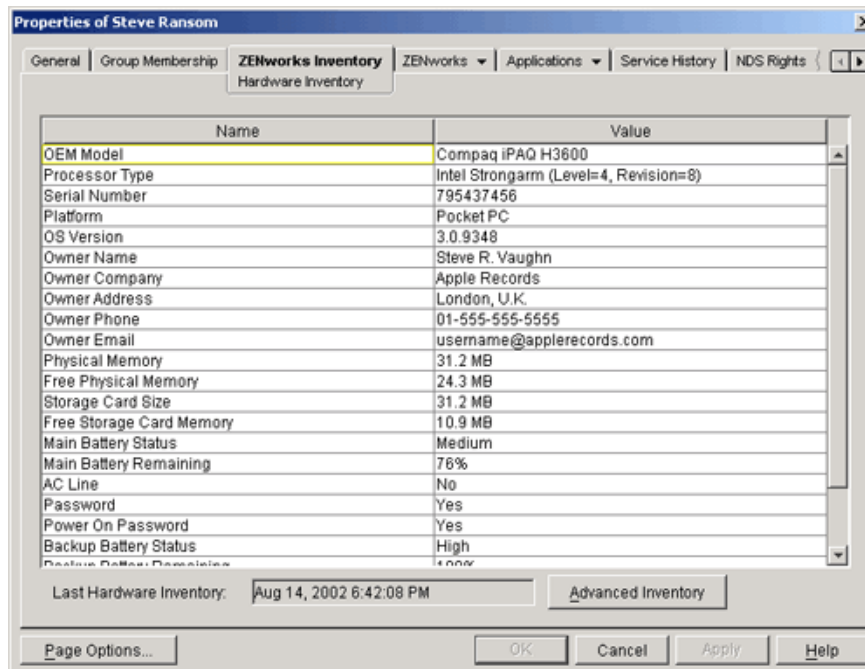 Properties of Steve Ransom
General Group Membership ZENworks Inventory ZENworks Applications Service History NDS Rights
Hardware Inventory
Name Value
OEM Model Compaq iPAQ H3600
Processor Type Intel Strongarm (Level=4, Revision=8)
Serial Number 795437456
Platform Pocket PC
OS Version 3.0.9348
Owner Name Steve R. Vaughn
Owner Company Apple Records
Owner Address London, U.K.
Owner Phone 01-555-555-5555
Owner Email username@applerecords.com
Physical Memory 31.2 MB
Free Physical Memory 24.3 MB
Storage Card Size 31.2 MB
Free Storage Card Memory 10.9 MB
Main Battery Status Medium
Main Battery Remaining 76%
AC Line No
Password Yes
Power On Password Yes
Backup Battery Status High
Backup Battery Remaining 100%
Last Hardware Inventory: Aug 14, 2002 6:42:08 PM Advanced Inventory
Page Options... OK Cancel Apply Help